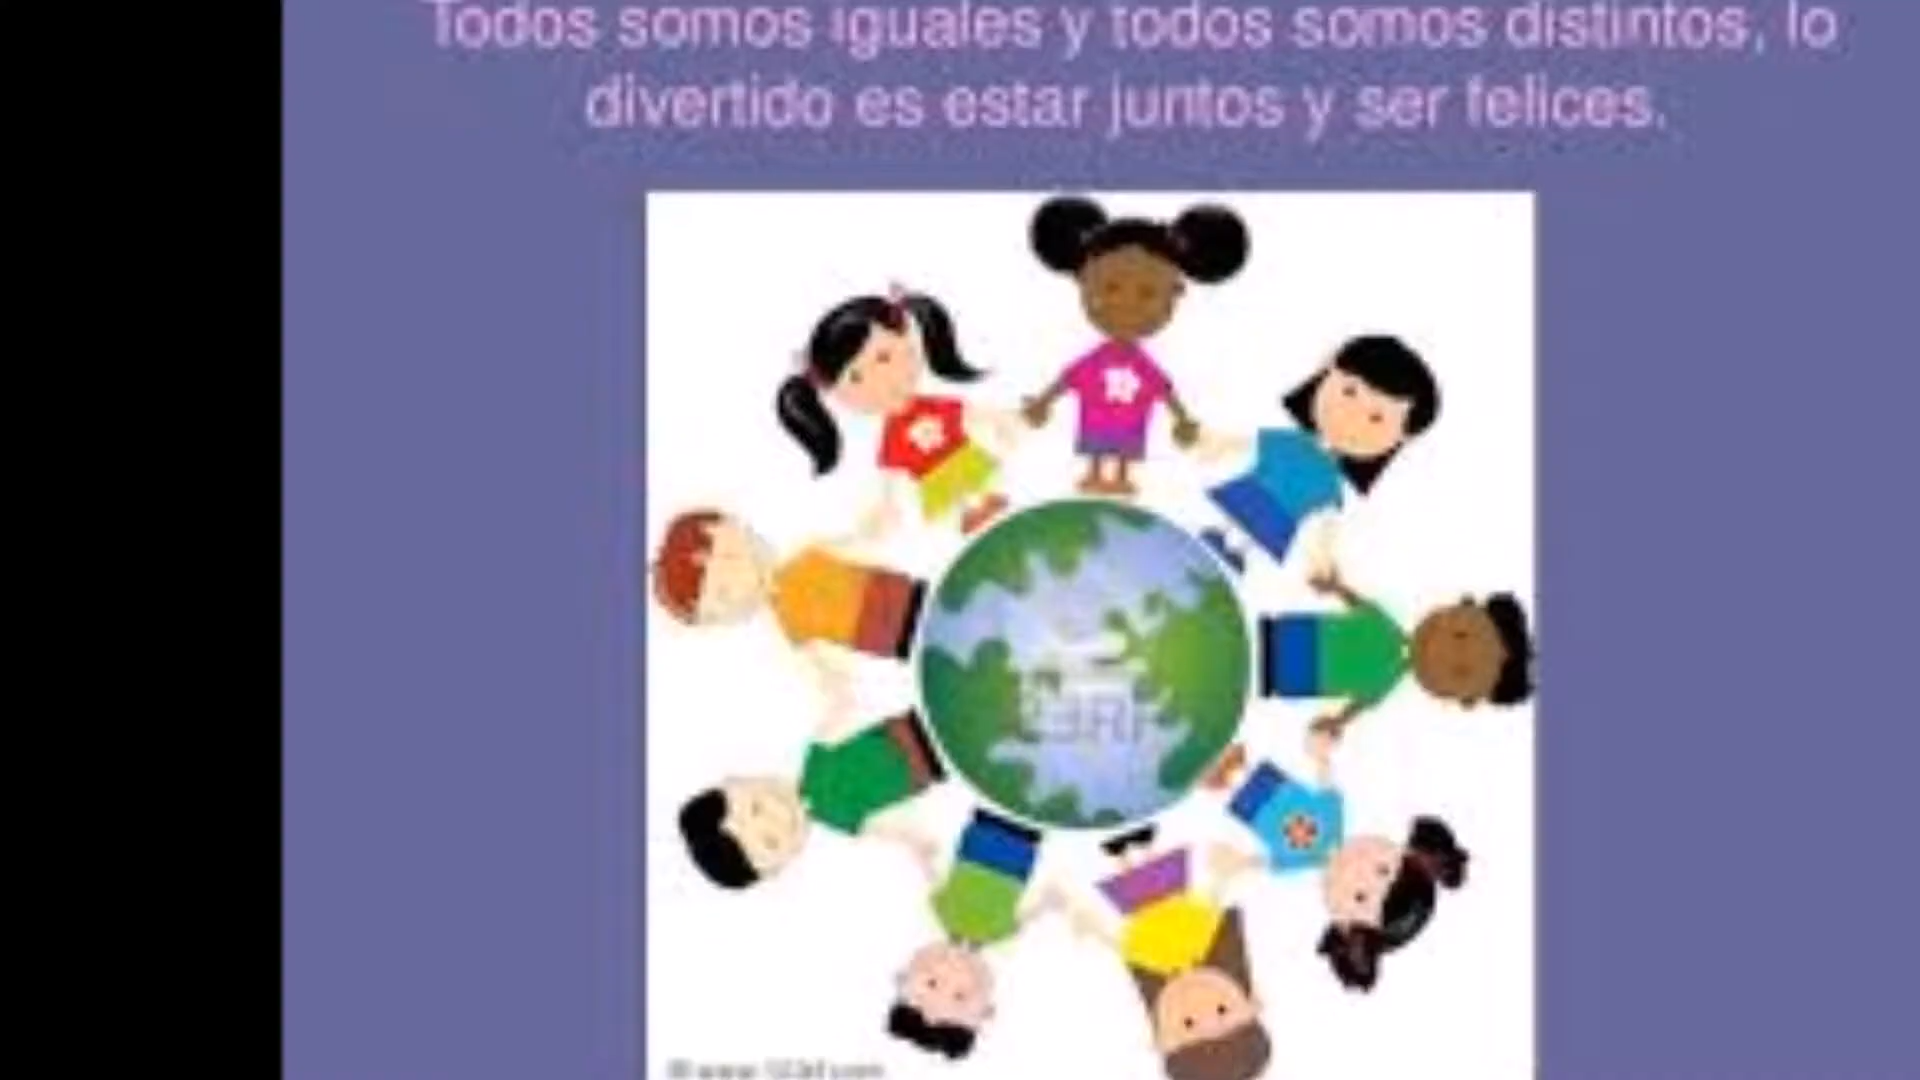 Todos somos iguales y todos somos distintos, lo
divertido es estar juntos y ser felices.